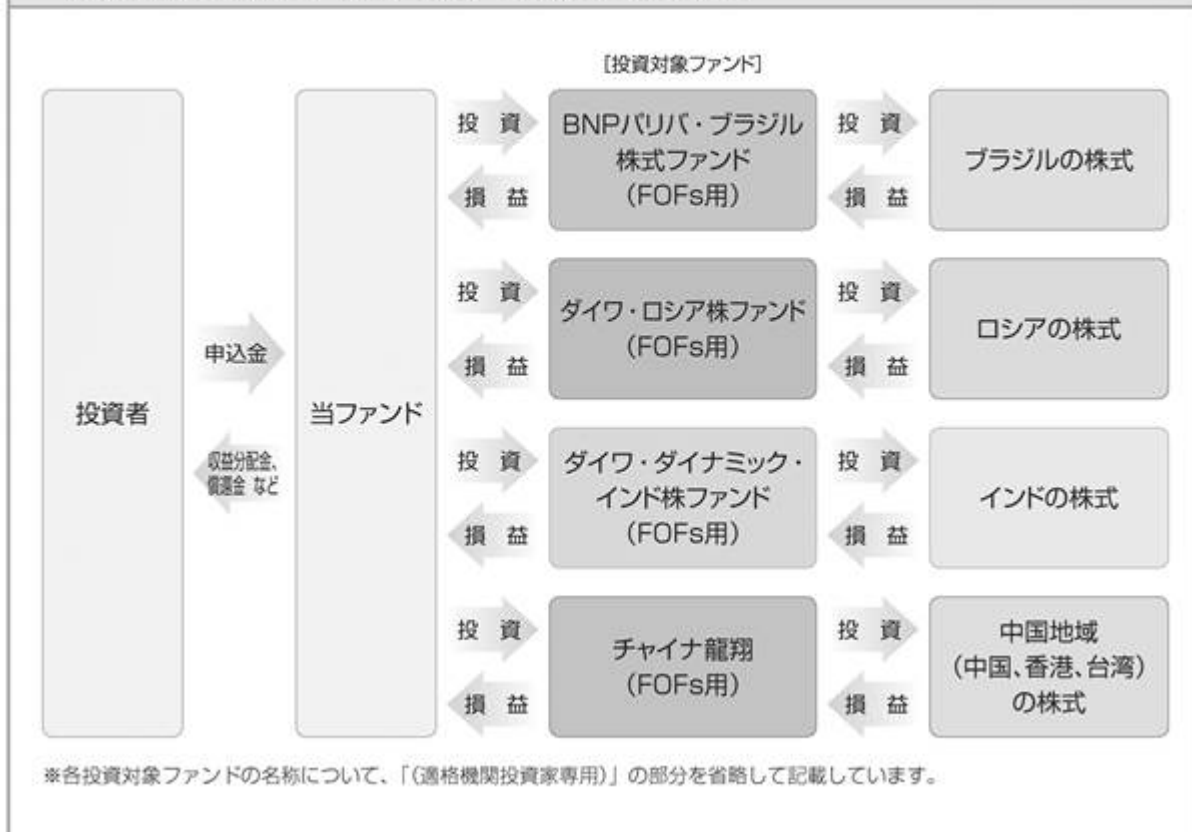 [投資対象ファンド]
投資者
申込金
収益分配金、
償還金 など
当ファンド
投 資
損 益
BNPパリバ・ブラジル
株式ファンド
(FOFs用)
投 資
損 益
ブラジルの株式
投 資
損 益
ダイワ・ロシア株ファンド
(FOFs用)
投 資
損 益
ロシアの株式
投 資
損 益
ダイワ・ダイナミック・
インド株ファンド
(FOFs用)
投 資
損 益
インドの株式
投 資
損 益
チャイナ龍翔
(FOFs用)
投 資
損 益
中国地域
(中国、香港、台湾)
の株式
※各投資対象ファンドの名称について、「(適格機関投資家専用)」の部分を省略して記載しています。